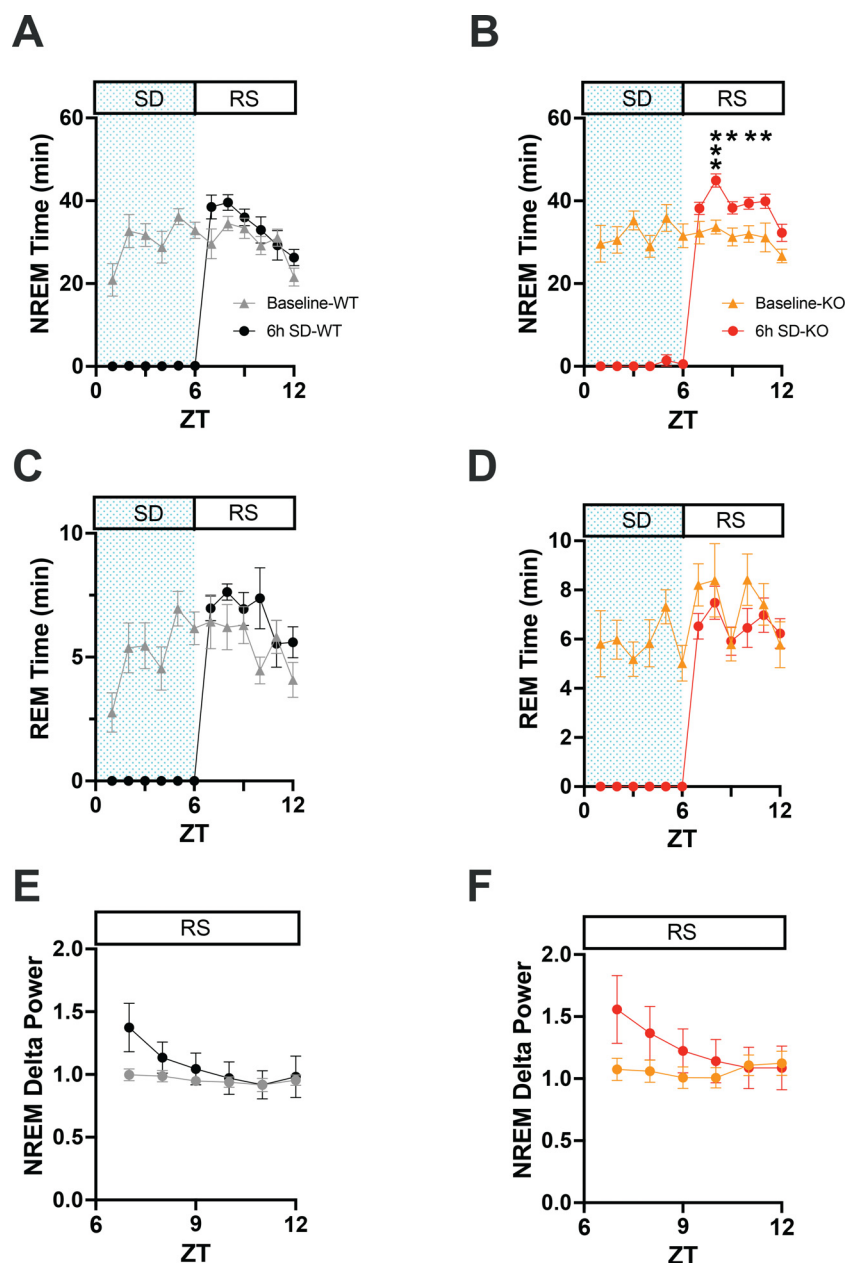 A
SD RS
NREM Time (min)
60
40
20
0
0 6 12
ZT
Baseline-WT
6h SD-WT
B
SD RS
NREM Time (min)
60
40
20
0
0 6 12
ZT
*** * * *
Baseline-KO
6h SD-KO
C
SD RS
REM Time (min)
10
5
0
0 6 12
ZT
D
SD RS
REM Time (min)
10
8
6
4
2
0
0 6 12
ZT
E
RS
NREM Delta Power
2.0
1.5
1.0
0.5
0.0
6 9 12
ZT
F
RS
NREM Delta Power
2.0
1.5
1.0
0.5
0.0
6 9 12
ZT